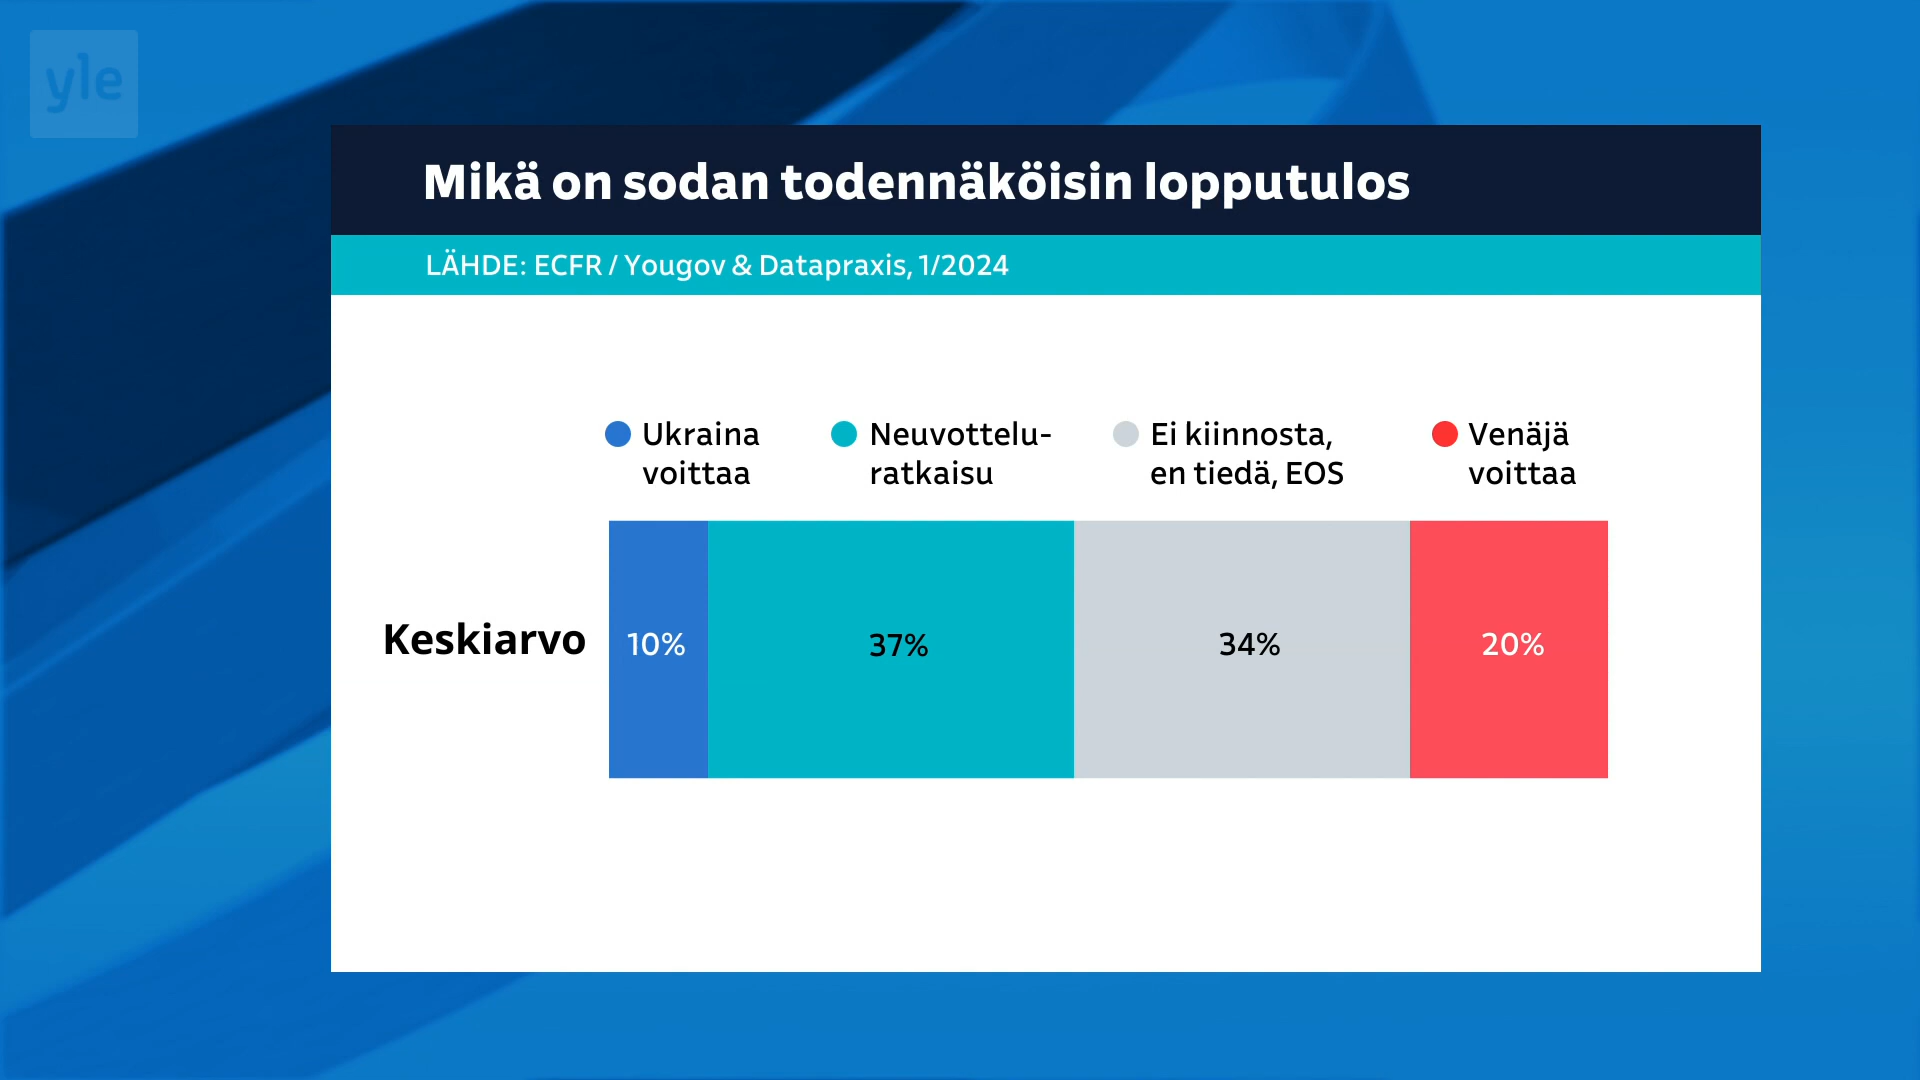 yle
Mikä on sodan todennäköisin lopputulos
LÄHDE: ECFR / Yougov & Datapraxis, 1/2024
Ukraina
voittaa
Neuvottelu-
ratkaisu
Ei kiinnosta,
en tiedä, EOS
Venäjä
voittaa
Keskiarvo
10%
37%
34%
20%